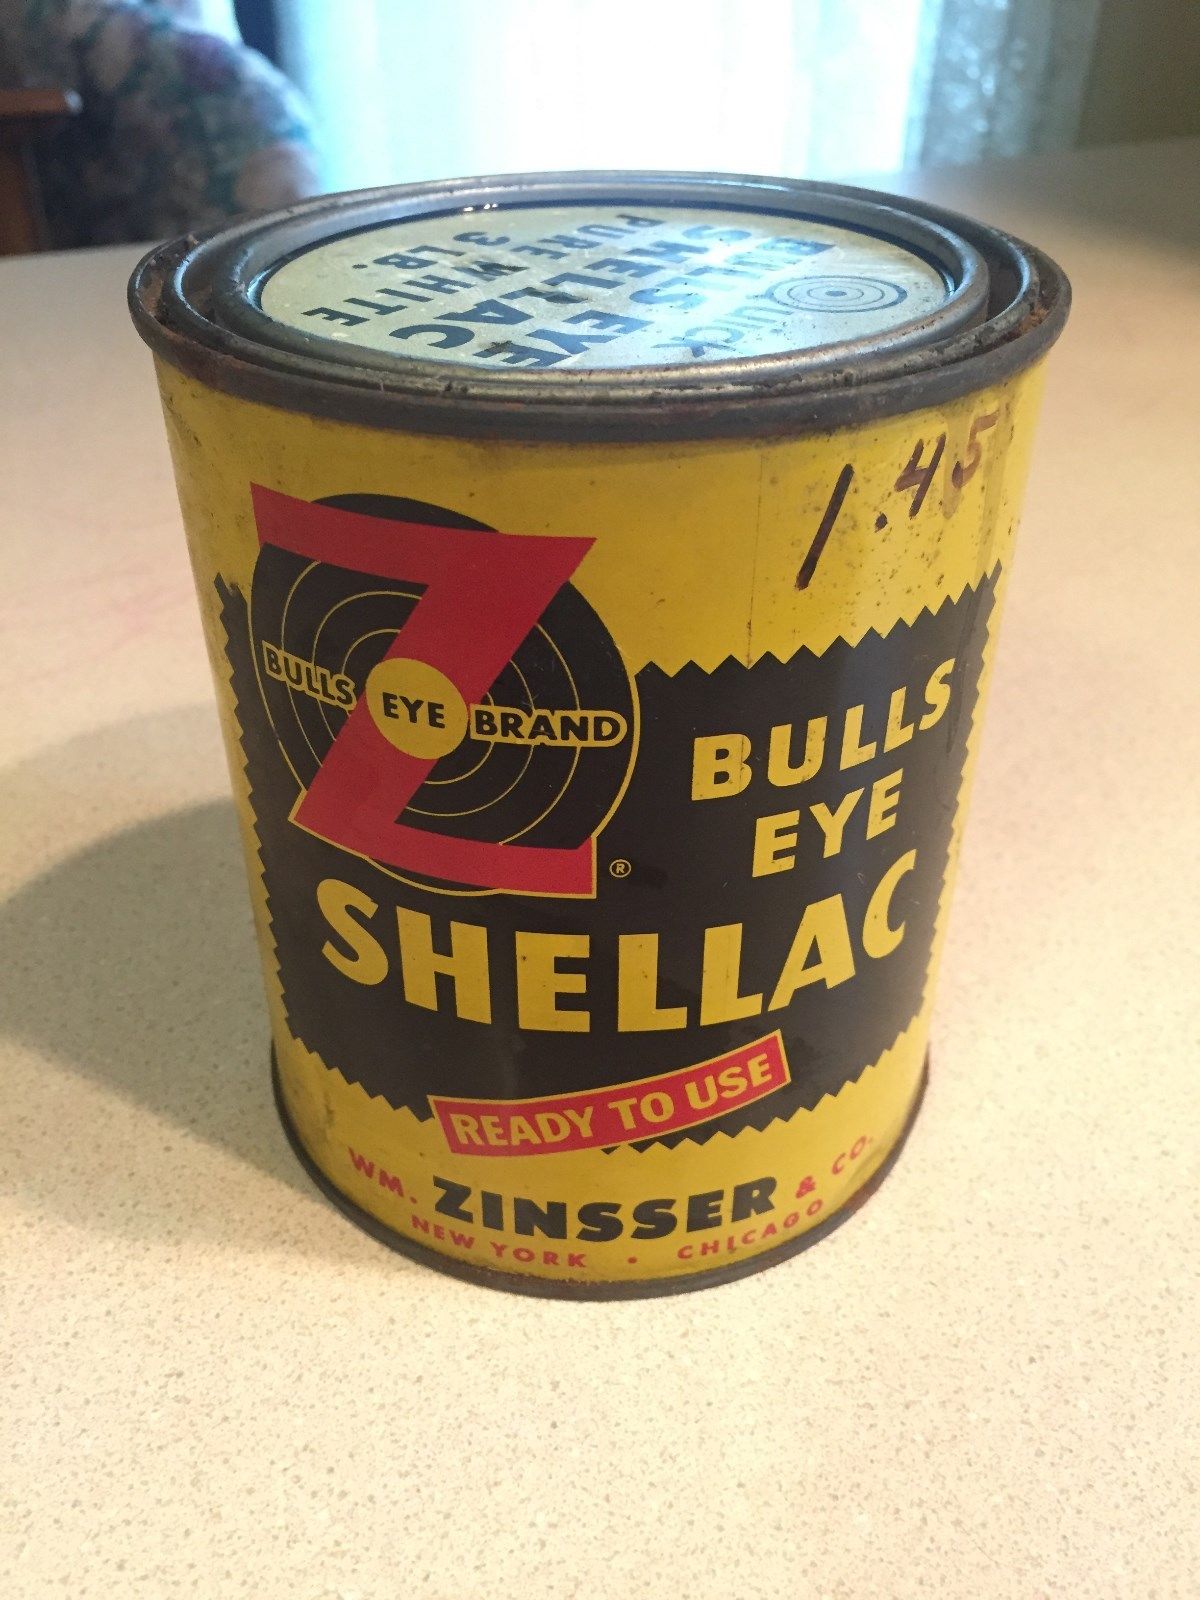 QUICK
BULLS EYE
SHELLAC
PURE WHITE
3 LB.
1.45
BULLS EYE BRAND
Z
®
BULLS
EYE
SHELLAC
READY TO USE
WM. ZINSSER & CO.
NEW YORK • CHICAGO